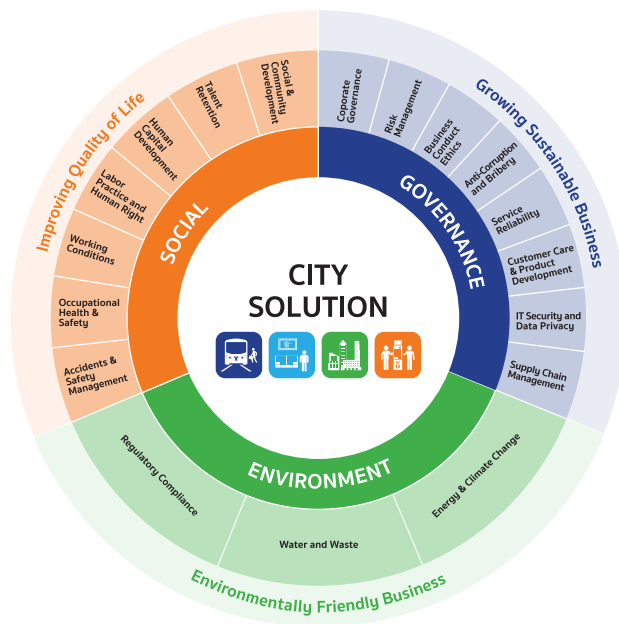 CITY
SOLUTION
SOCIAL
GOVERNANCE
ENVIRONMENT
Improving Quality of Life
Growing Sustainable Business
Environmentally Friendly Business
Social &
Community
Development
Talent
Retention
Human
Capital
Development
Labor
Practice and
Human Right
Working
Conditions
Occupational
Health &
Safety
Accidents &
Safety
Management
Coporate
Governance
Risk
Management
Business
Conduct
Ethics
Anti-Corruption
and Bribery
Service
Reliability
Customer Care
& Product
Development
IT Security and
Data Privacy
Supply Chain
Management
Regulatory Compliance
Water and Waste
Energy & Climate Change